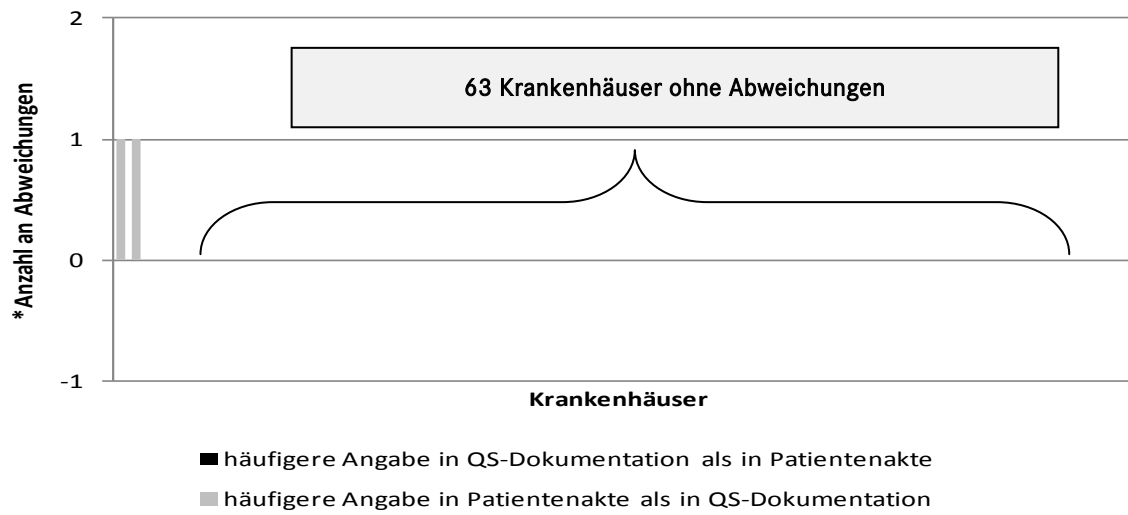 2
63 Krankenhäuser ohne Abweichungen
1
0
-1
*Anzahl an Abweichungen
Krankenhäuser
häufigere Angabe in QS-Dokumentation als in Patientenakte
häufigere Angabe in Patientenakte als in QS-Dokumentation